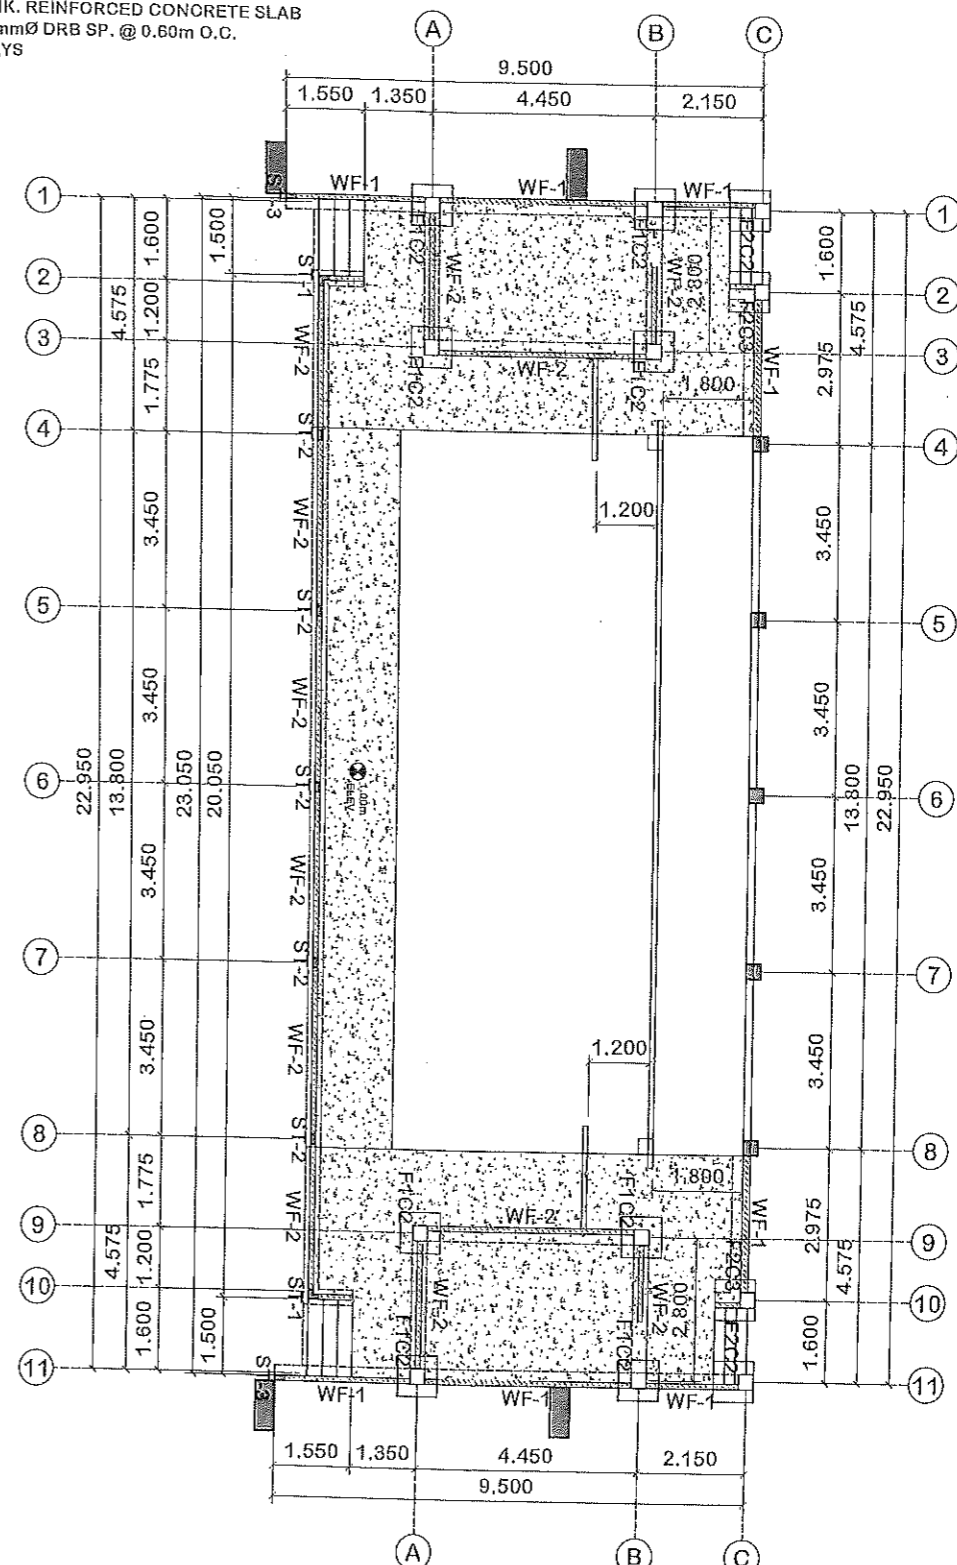 REINFORCED CONCRETE SLAB
mmØ DRB SP. @ 0.60m O.C.
A
B
C
9.500
1.550
1.350
4.450
2.150
WF-1
WF-1
WF-1
1
1
2
2
3
3
4
4
5
5
6
6
7
7
8
8
9
9
10
10
11
11
22.950
4.575
13.800
4.575
1.600
1.200
1.775
3.450
3.450
3.450
3.450
1.775
1.200
1.600
23.050
1.500
20.050
1.500
ST-1
WF-2
ST-2
WF-2
ST-2
WF-2
ST-2
WF-2
ST-2
WF-2
ST-2
WF-2
ST-1
F1C2
WF-2
F1C2
WF-2
2.800
F2C2
F2C3
F1C2
WF-2
F1C2
1.800
WF-1
1.200
1.00m
ELEV.
1.200
1.800
F1C2
WF-2
F1C2
WF-1
F2C3
WF-2
WF-2
2.800
F1C2
F1C2
F2C2
1.600
2.975
3.450
3.450
3.450
3.450
2.975
1.600
4.575
13.800
4.575
22.950
WF-1
WF-1
WF-1
1.550
1.350
4.450
2.150
9.500
A
B
C